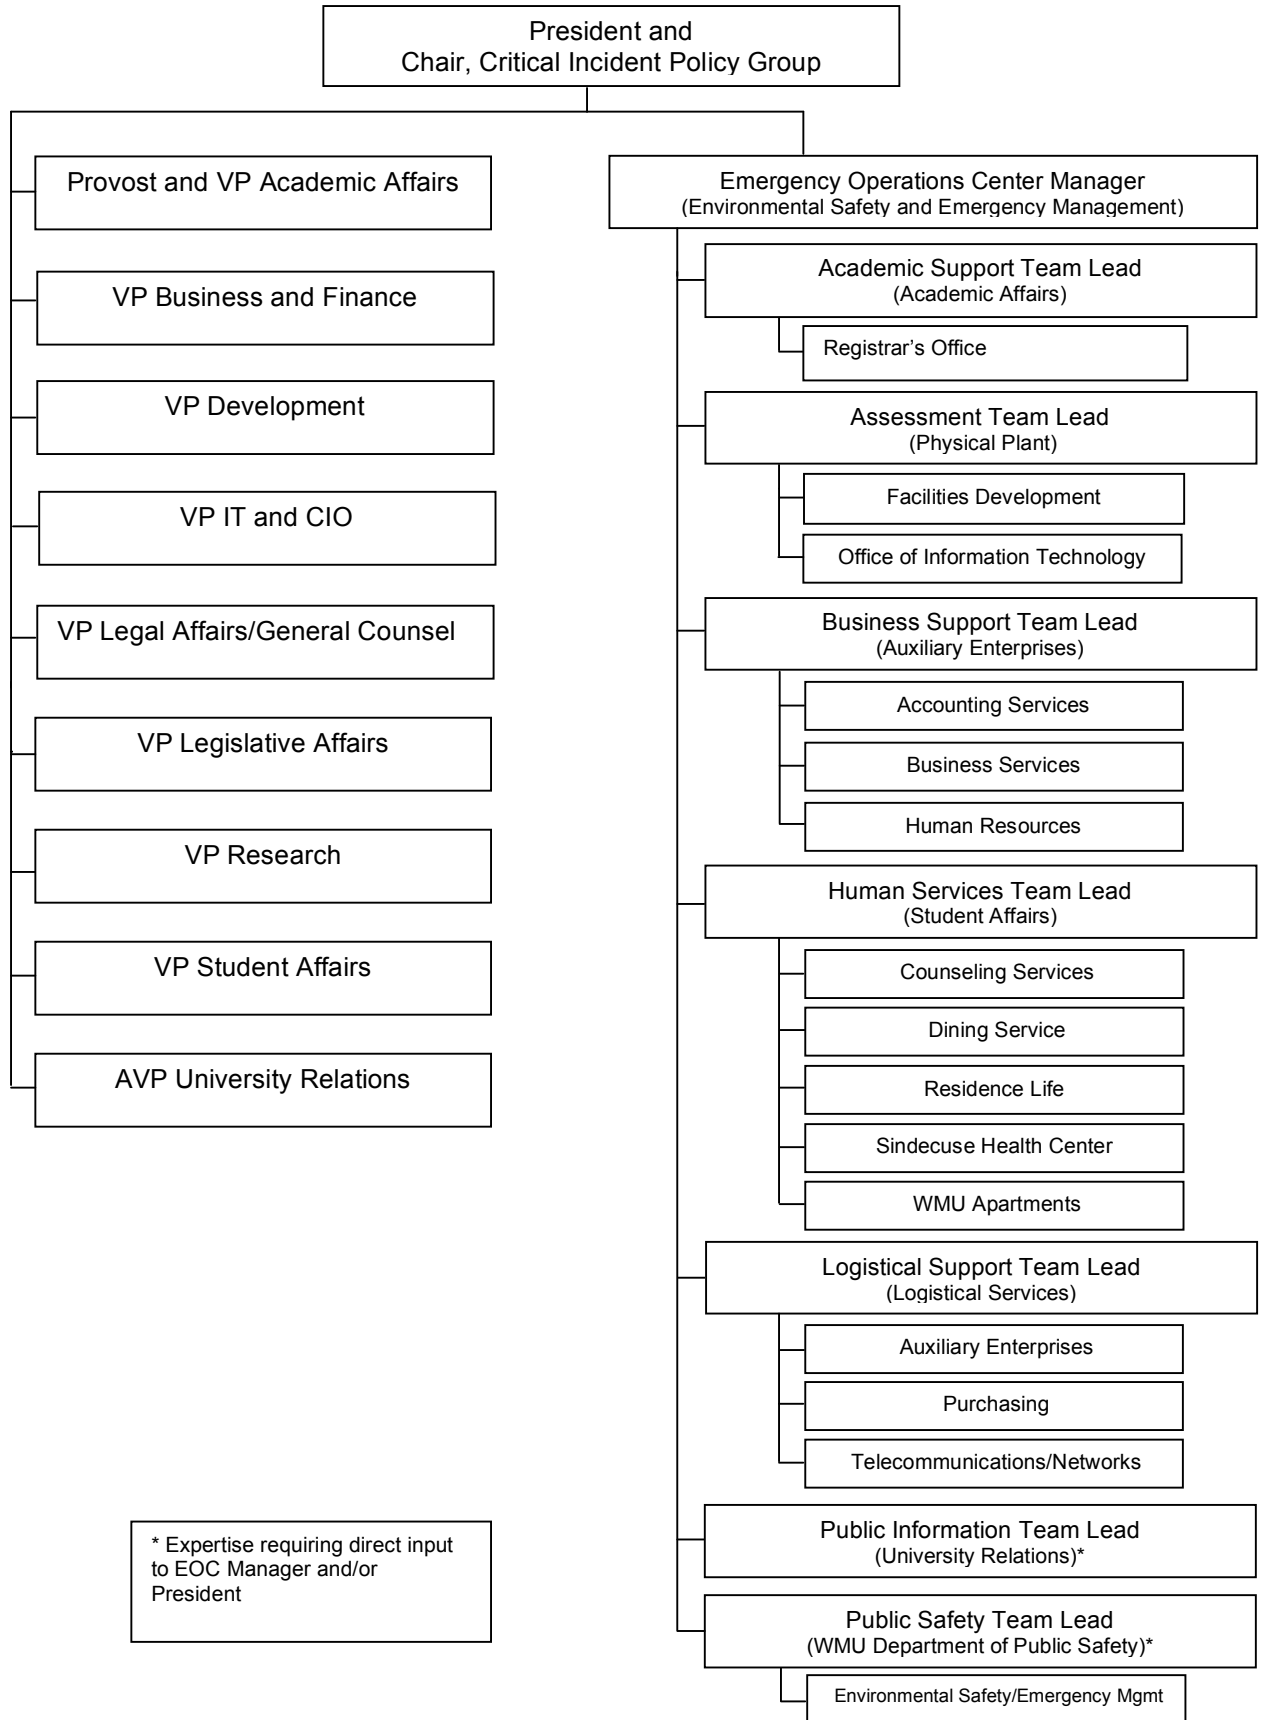 President and
Chair, Critical Incident Policy Group
Provost and VP Academic Affairs
VP Business and Finance
VP Development
VP IT and CIO
VP Legal Affairs/General Counsel
VP Legislative Affairs
VP Research
VP Student Affairs
AVP University Relations
Emergency Operations Center Manager
(Environmental Safety and Emergency Management)
Academic Support Team Lead
(Academic Affairs)
Registrar’s Office
Assessment Team Lead
(Physical Plant)
Facilities Development
Office of Information Technology
Business Support Team Lead
(Auxiliary Enterprises)
Accounting Services
Business Services
Human Resources
Human Services Team Lead
(Student Affairs)
Counseling Services
Dining Service
Residence Life
Sindecuse Health Center
WMU Apartments
Logistical Support Team Lead
(Logistical Services)
Auxiliary Enterprises
Purchasing
Telecommunications/Networks
Public Information Team Lead
(University Relations)*
Public Safety Team Lead
(WMU Department of Public Safety)*
Environmental Safety/Emergency Mgmt
* Expertise requiring direct input
to EOC Manager and/or
President